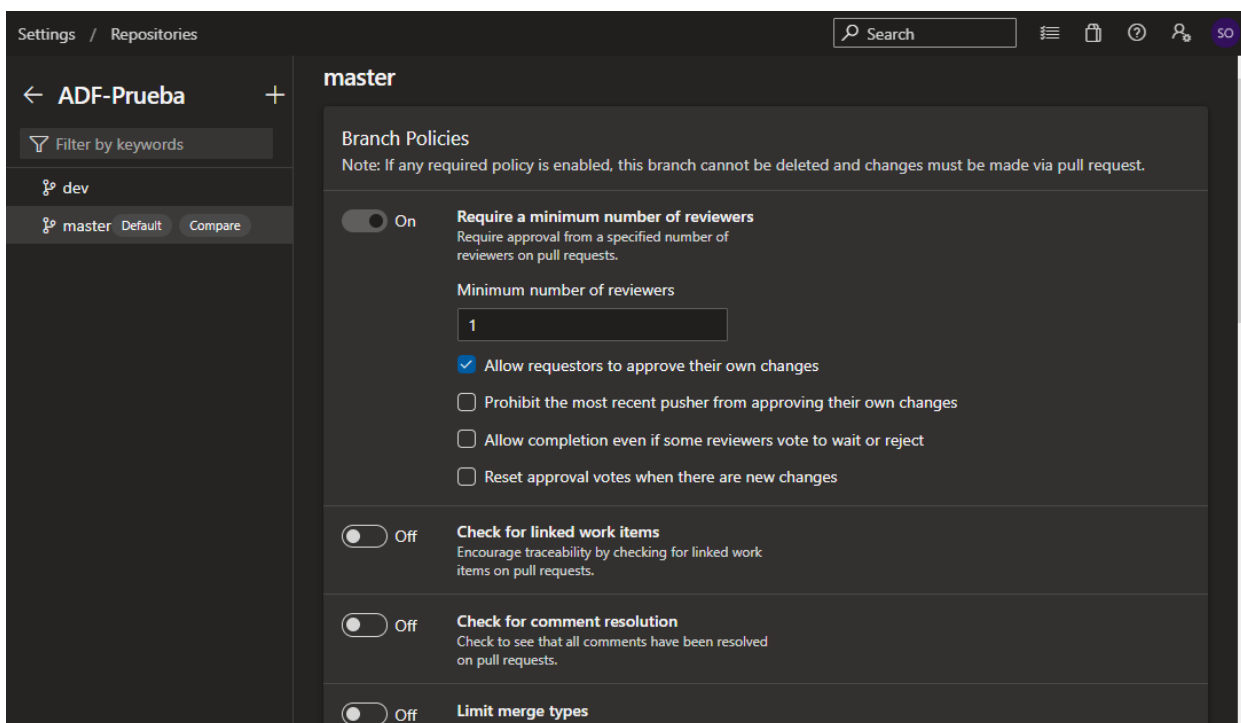 Settings / Repositories
Search
SO
ADF-Prueba
Filter by keywords
dev
master Default Compare
master
Branch Policies
Note: If any required policy is enabled, this branch cannot be deleted and changes must be made via pull request.
On
Require a minimum number of reviewers
Require approval from a specified number of
reviewers on pull requests.
Minimum number of reviewers
1
Allow requestors to approve their own changes
Prohibit the most recent pusher from approving their own changes
Allow completion even if some reviewers vote to wait or reject
Reset approval votes when there are new changes
Off
Check for linked work items
Encourage traceability by checking for linked work
items on pull requests.
Off
Check for comment resolution
Check to see that all comments have been resolved
on pull requests.
Off
Limit merge types